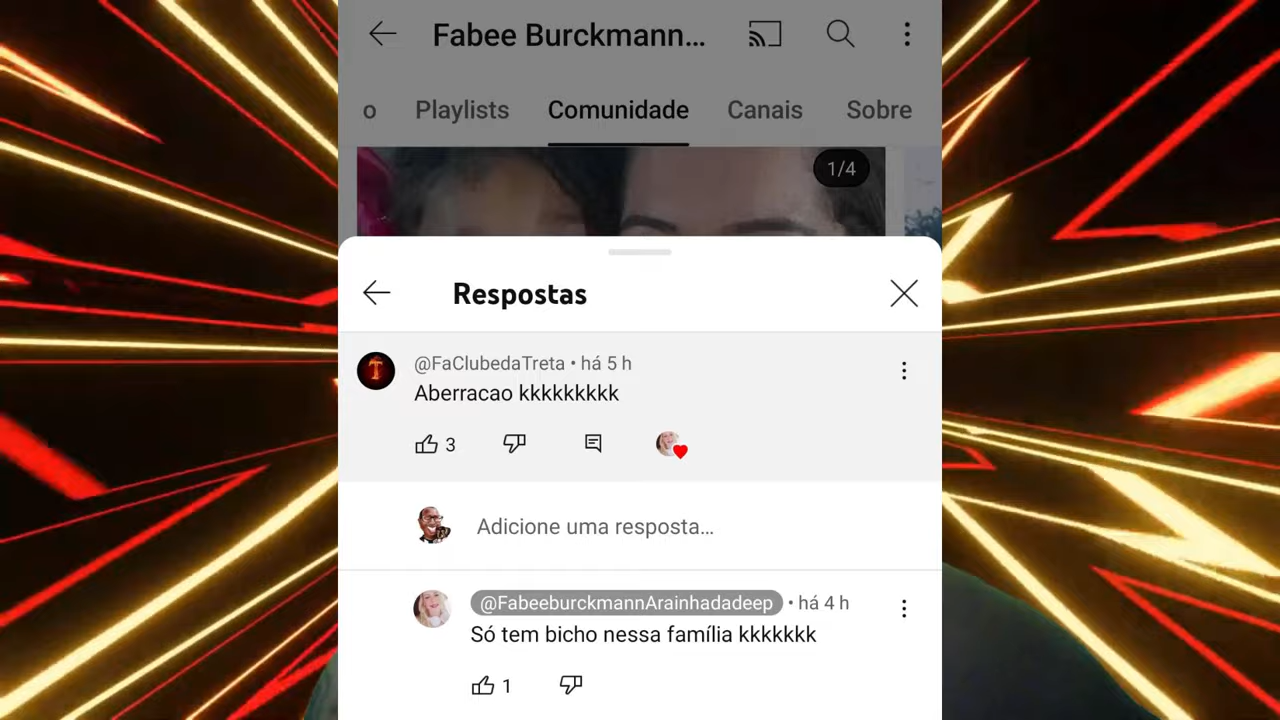 Fabee Burckmann...
o Playlists Comunidade Canais Sobre
1/4
Respostas
@FaClubedaTreta • há 5 h
Aberracao kkkkkkkkk
3
Adicione uma resposta...
@FabeeburckmannArainhadadeep • há 4 h
Só tem bicho nessa família kkkkkkk
1